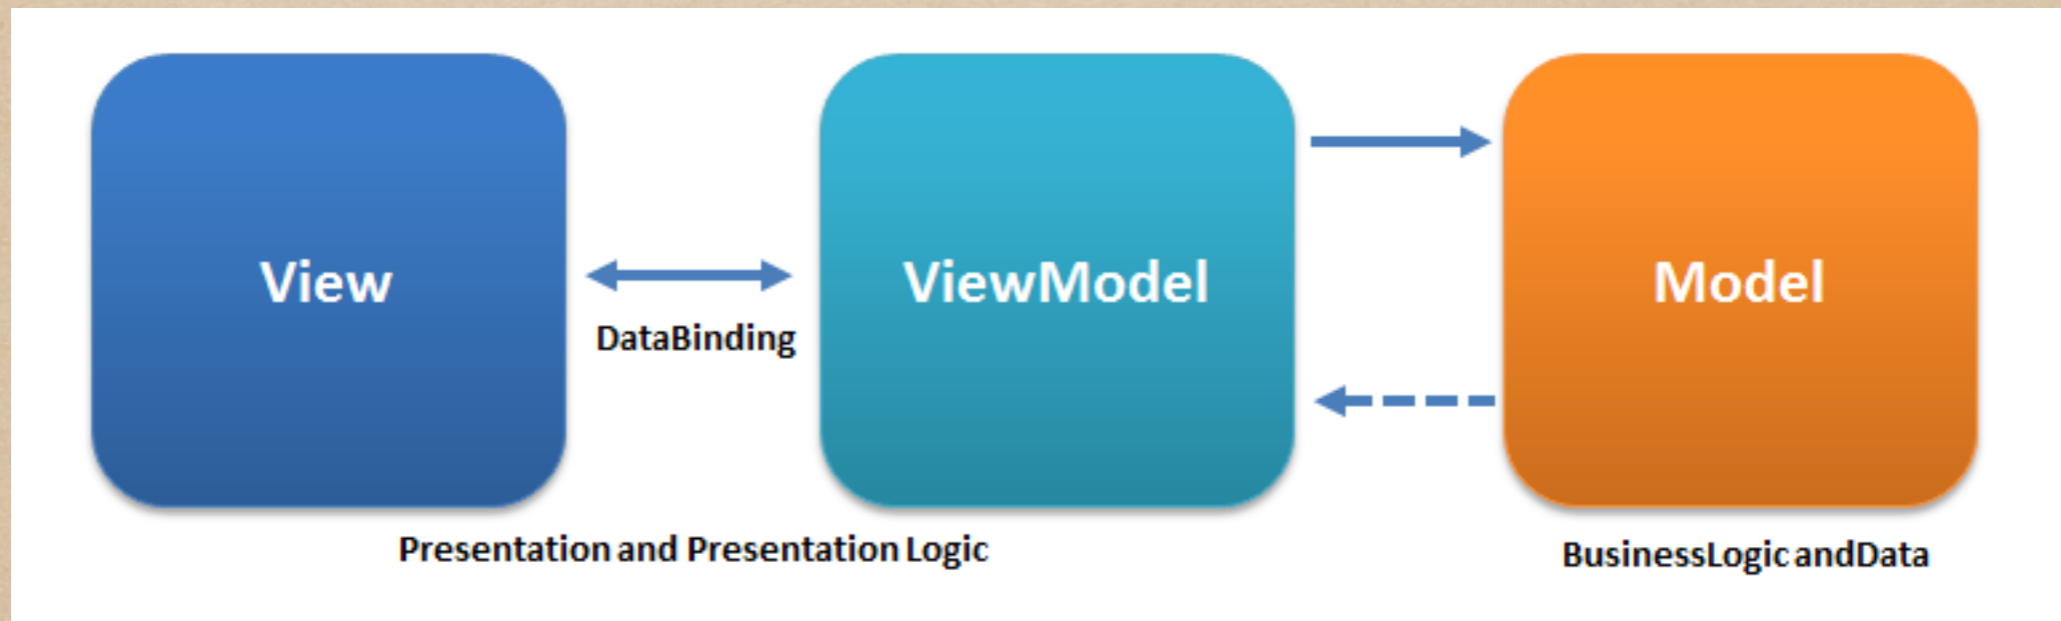 View
ViewModel
Model
DataBinding
Presentation and Presentation Logic
BusinessLogic andData